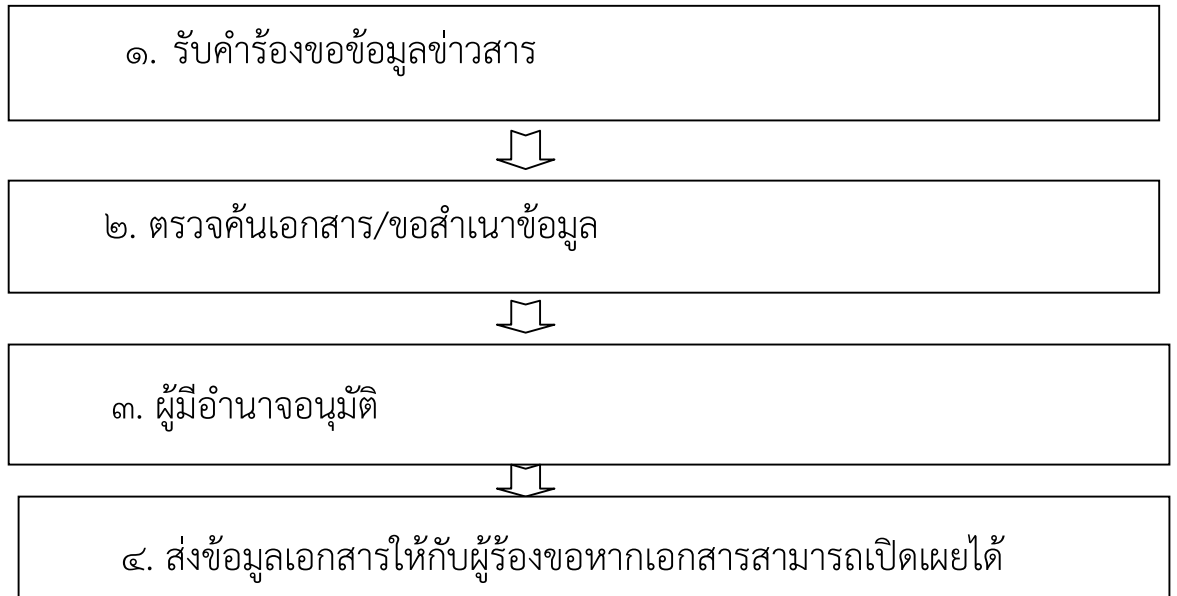 ๑. รับคำร้องขอข้อมูลข่าวสาร
๒. ตรวจค้นเอกสาร/ขอสำเนาข้อมูล
๓. ผู้มีอำนาจอนุมัติ
๔. ส่งข้อมูลเอกสารให้กับผู้ร้องขอหากเอกสารสามารถเปิดเผยได้